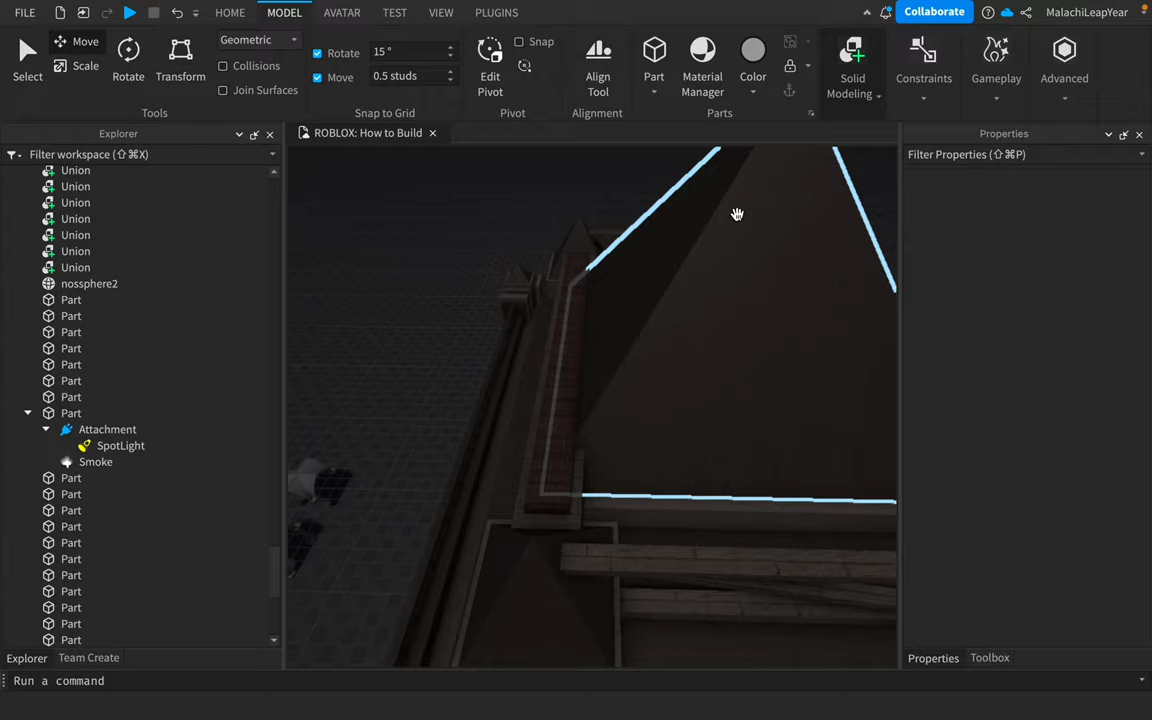 FILE HOME MODEL AVATAR TEST VIEW PLUGINS Collaborate MalachiLeapYear
Select
Move
Scale
Rotate
Transform
Geometric
Collisions
Join Surfaces
Tools
Rotate 15 °
Move 0.5 studs
Snap to Grid
Edit
Pivot
Snap
Pivot
Align
Tool
Alignment
Part
Material
Manager
Color
Parts
Solid
Modeling
Constraints
Gameplay
Advanced
Explorer
Filter workspace (⇧⌘X)
Union
Union
Union
Union
Union
Union
Union
nossphere2
Part
Part
Part
Part
Part
Part
Part
Part
Attachment
SpotLight
Smoke
Part
Part
Part
Part
Part
Part
Part
Part
Part
Part
Part
Explorer Team Create
ROBLOX: How to Build
Properties
Filter Properties (⇧⌘P)
Properties Toolbox
Run a command